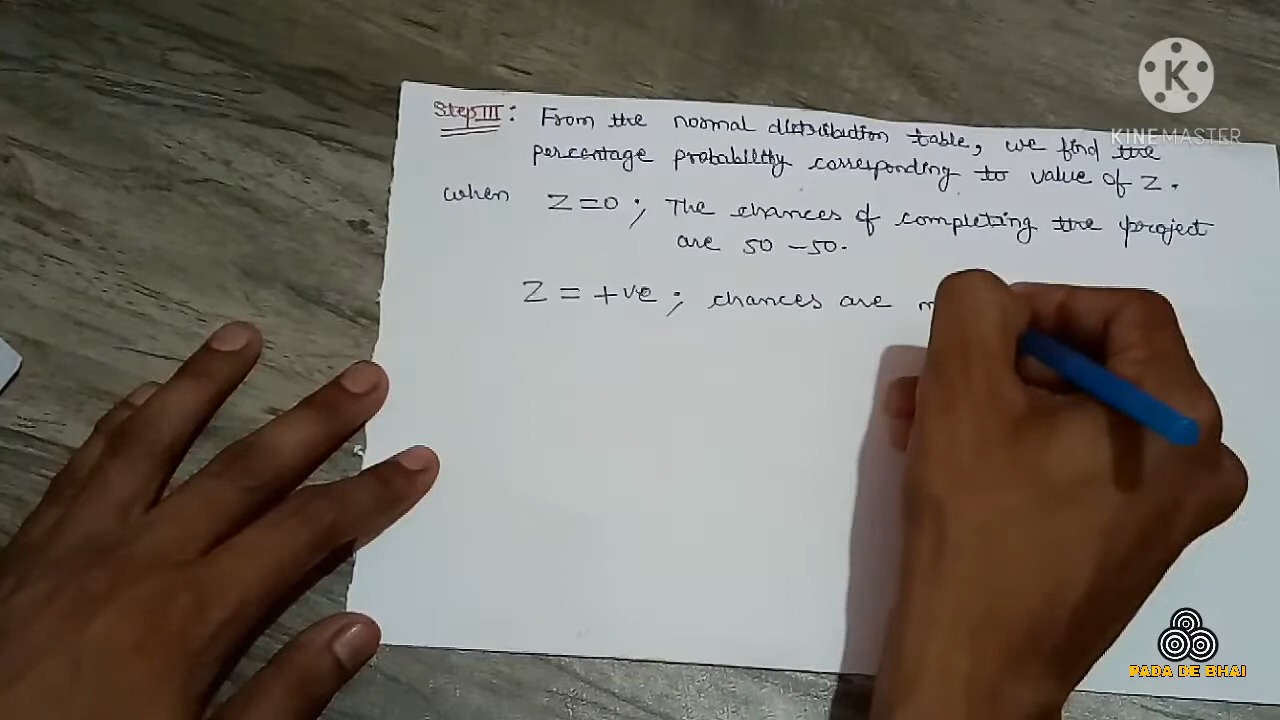 Step III : From the normal distribution table, we find the
percentage probability corresponding to value of Z.
when Z=0 ; The chances of completing the project
are 50 -50.
Z = +ve ; chances are
KINEMASTER
PADA DE BHAI